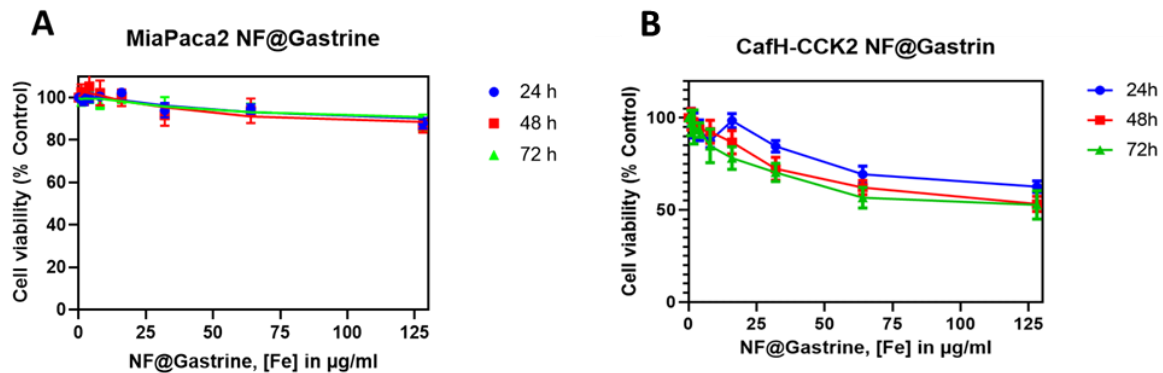 A
MiaPaca2 NF@Gastrine
Cell viability (% Control)
100
80
60
40
20
0
0 25 50 75 100 125
NF@Gastrine, [Fe] in µg/ml
24 h
48 h
72 h
B
CafH-CCK2 NF@Gastrin
Cell viability (% Control)
100
50
0
0 25 50 75 100 125
NF@Gastrine, [Fe] in µg/ml
24h
48h
72h